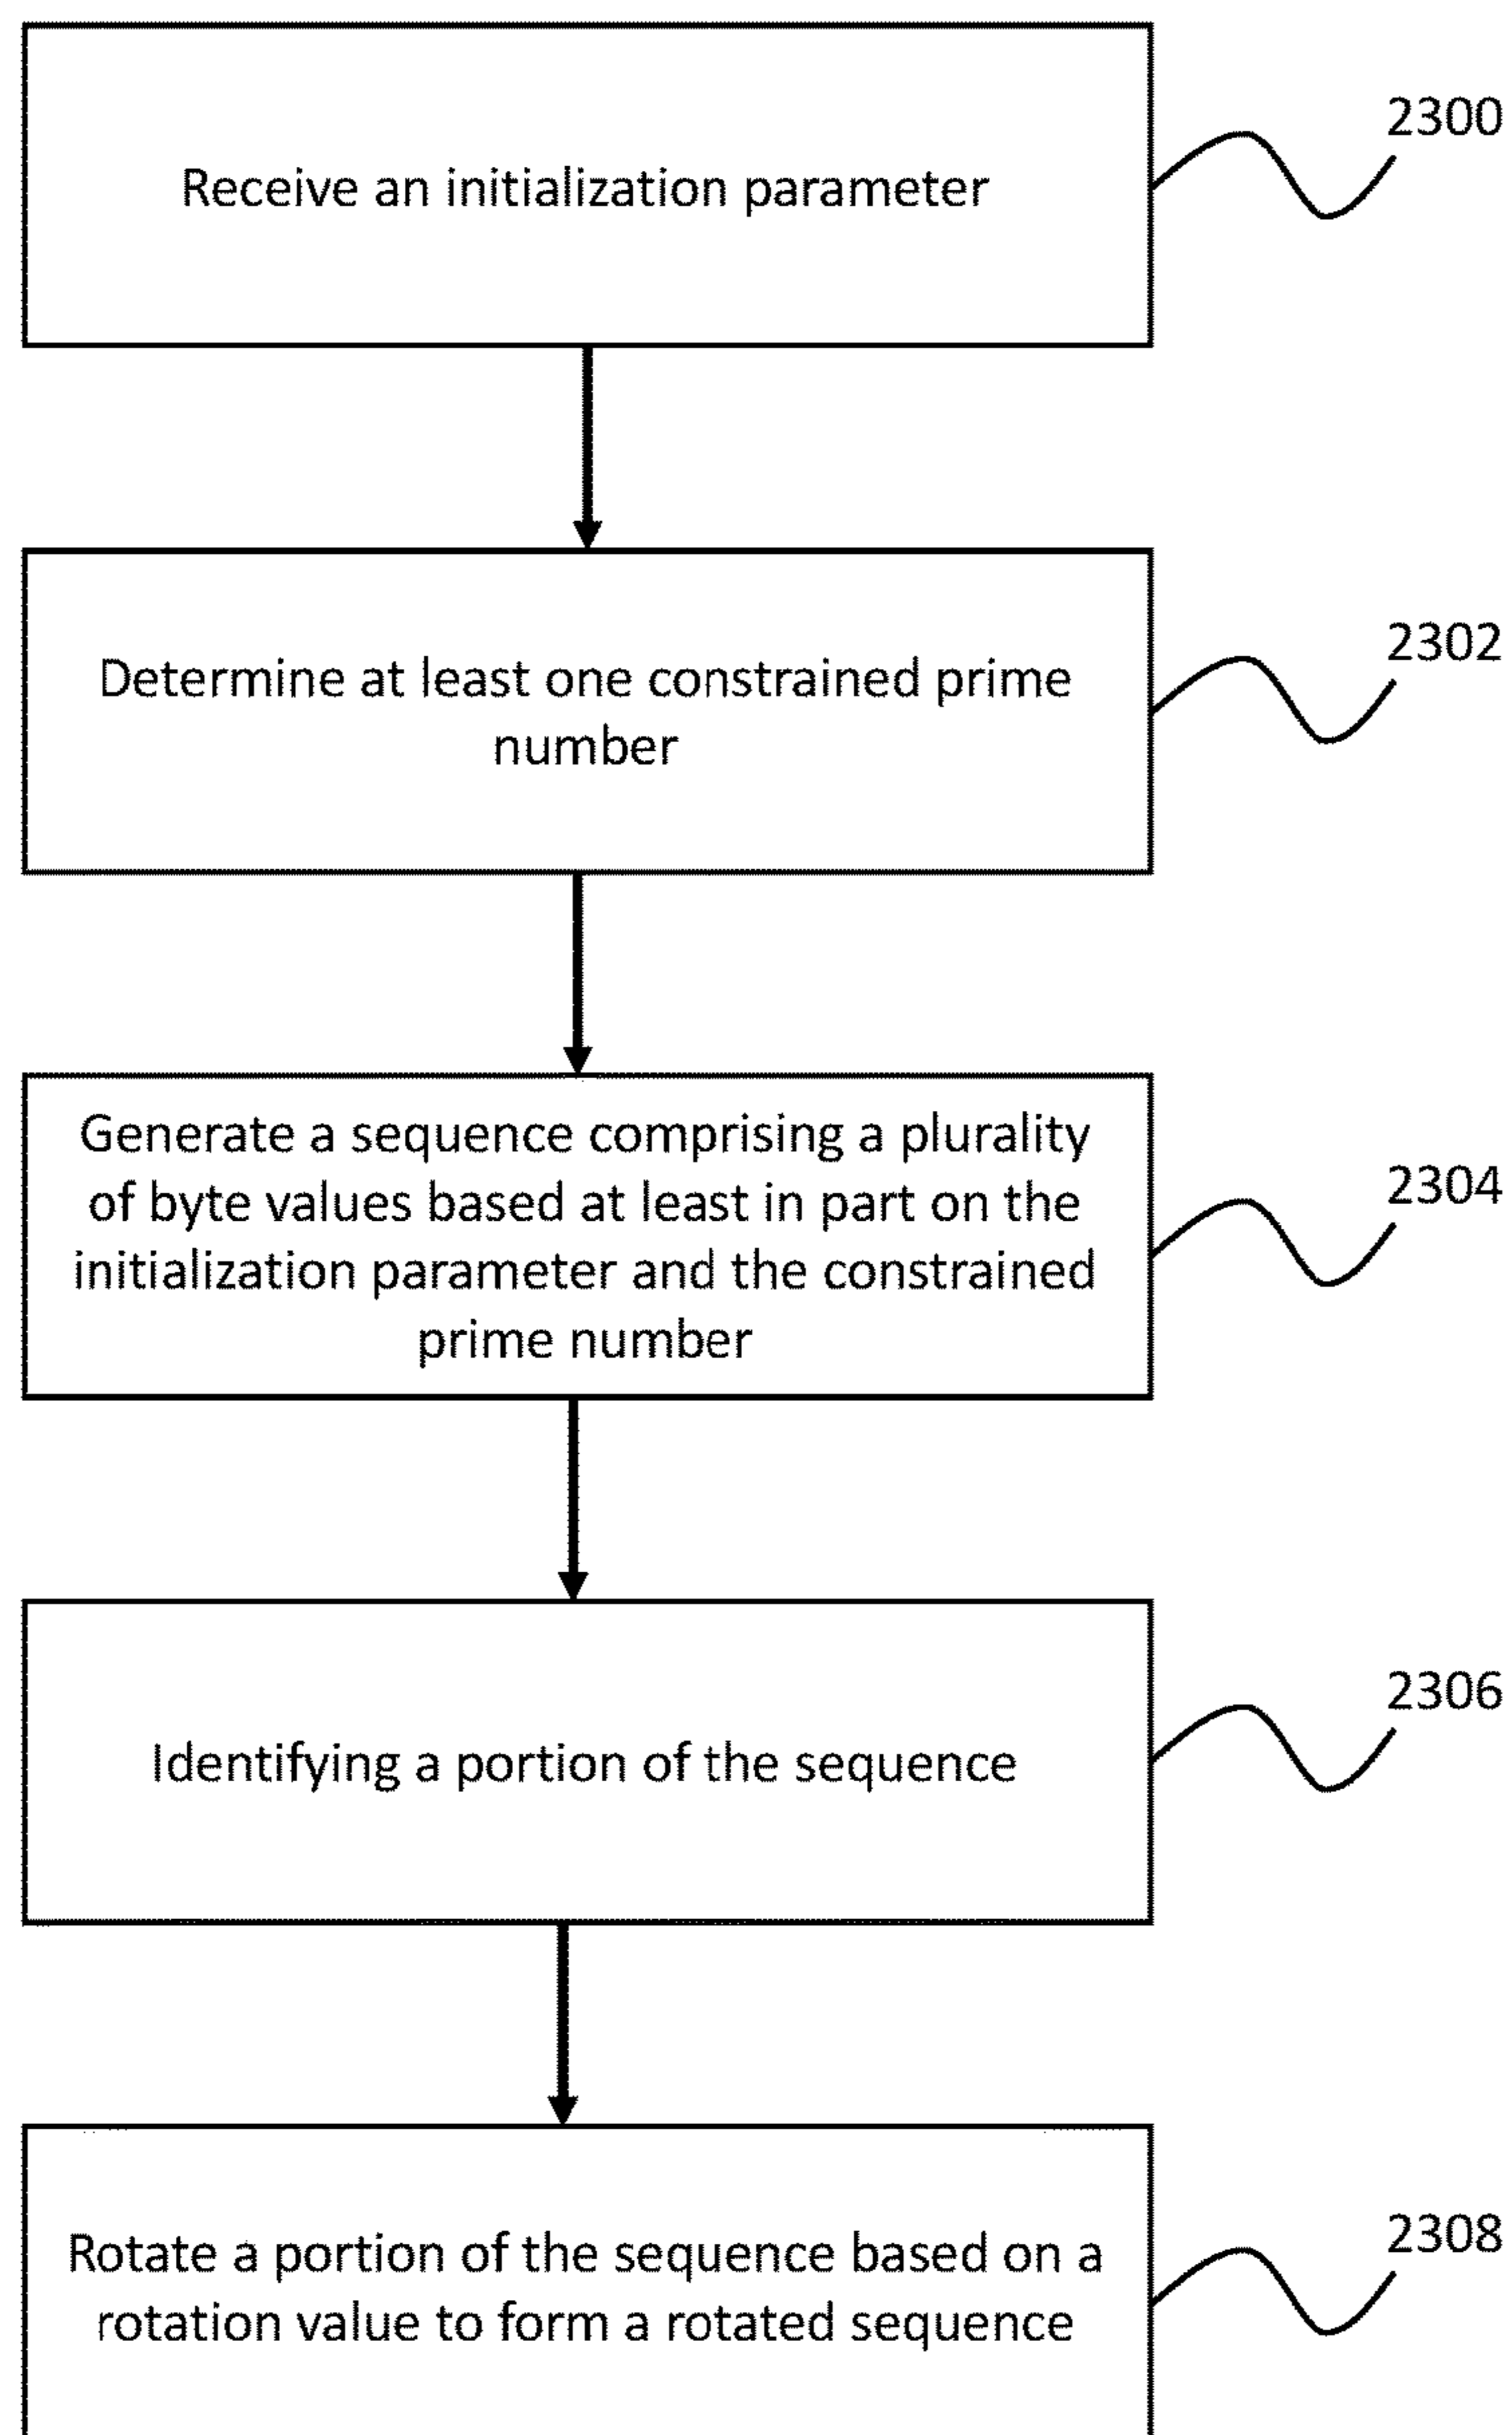 Receive an initialization parameter
2300
Determine at least one constrained prime
number
2302
Generate a sequence comprising a plurality
of byte values based at least in part on the
initialization parameter and the constrained
prime number
2304
Identifying a portion of the sequence
2306
Rotate a portion of the sequence based on a
rotation value to form a rotated sequence
2308